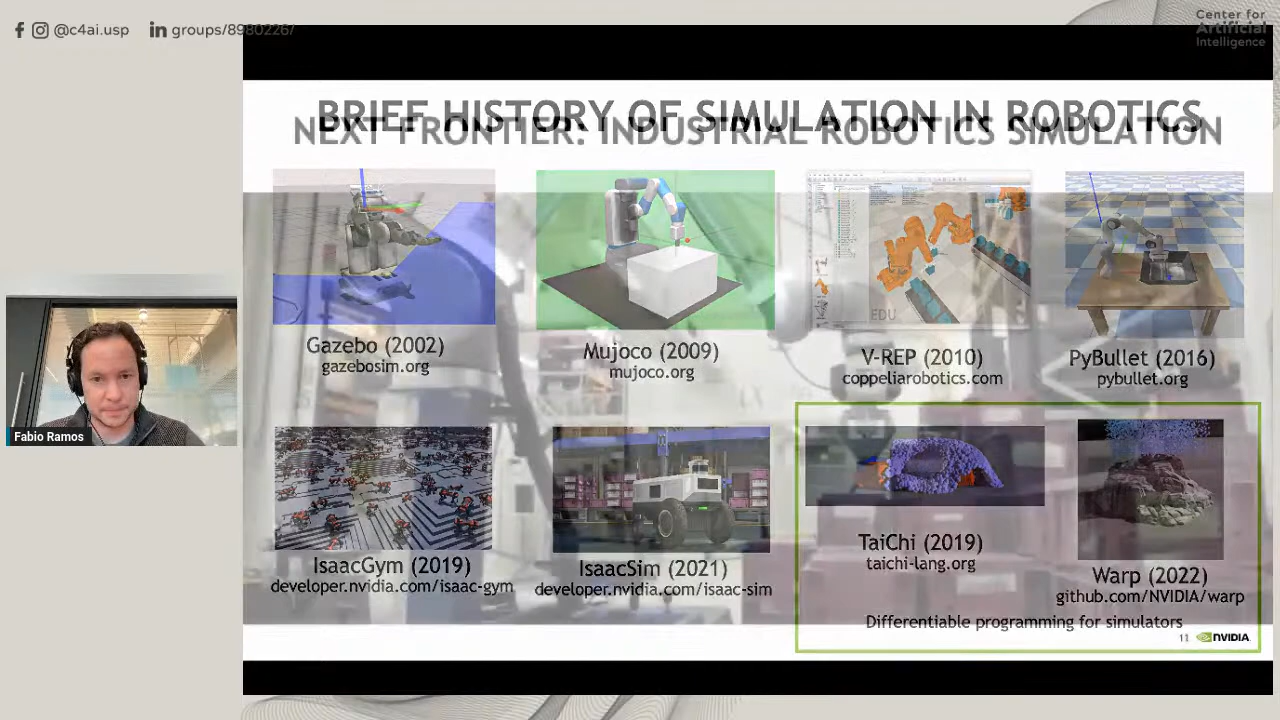 @c4ai.usp
groups/8980226/
Center for
Artificial
Intelligence
BRIEF HISTORY OF SIMULATION IN ROBOTICS
NEXT FRONTIER: INDUSTRIAL ROBOTICS SIMULATION
EDU
Gazebo (2002)
gazebosim.org
Mujoco (2009)
mujoco.org
V-REP (2010)
coppeliarobotics.com
PyBullet (2016)
pybullet.org
Fabio Ramos
IsaacGym (2019)
developer.nvidia.com/isaac-gym
IsaacSim (2021)
developer.nvidia.com/isaac-sim
TaiChi (2019)
taichi-lang.org
Warp (2022)
github.com/NVIDIA/warp
Differentiable programming for simulators
11
NVIDIA.